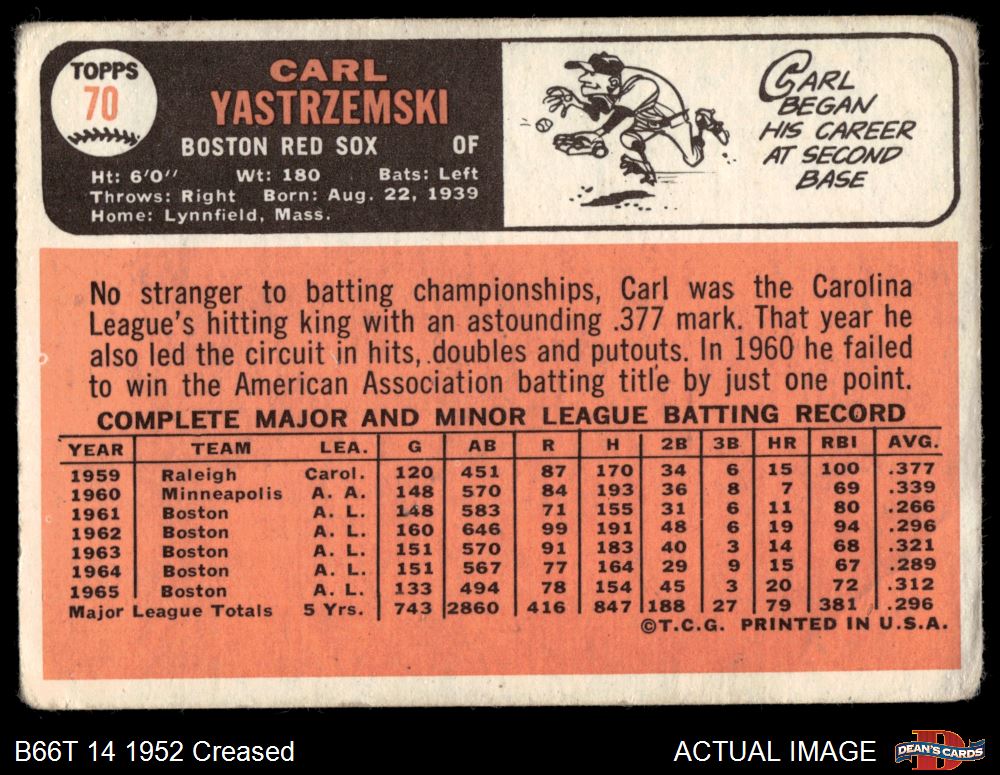 TOPPS
70
CARL
YASTRZEMSKI
BOSTON RED SOX OF
Ht: 6'0" Wt: 180 Bats: Left
Throws: Right Born: Aug. 22, 1939
Home: Lynnfield, Mass.
CARL
BEGAN
HIS CAREER
AT SECOND
BASE
No stranger to batting championships, Carl was the Carolina
League's hitting king with an astounding .377 mark. That year he
also led the circuit in hits, doubles and putouts. In 1960 he failed
to win the American Association batting title by just one point.
COMPLETE MAJOR AND MINOR LEAGUE BATTING RECORD
YEAR TEAM LEA. G AB R H 2B 3B HR RBI AVG.
1959 Raleigh Carol. 120 451 87 170 34 6 15 100 .377
1960 Minneapolis A. A. 148 570 84 193 36 8 7 69 .339
1961 Boston A. L. 148 583 71 155 31 6 11 80 .266
1962 Boston A. L. 160 646 99 191 48 6 19 94 .296
1963 Boston A. L. 151 570 91 183 40 3 14 68 .321
1964 Boston A. L. 151 567 77 164 29 9 15 67 .289
1965 Boston A. L. 133 494 78 154 45 3 20 72 .312
Major League Totals 5 Yrs. 743 2860 416 847 188 27 79 381 .296
©T.C.G. PRINTED IN U.S.A.
B66T 14 1952 Creased
ACTUAL IMAGE
DEAN'S CARDS